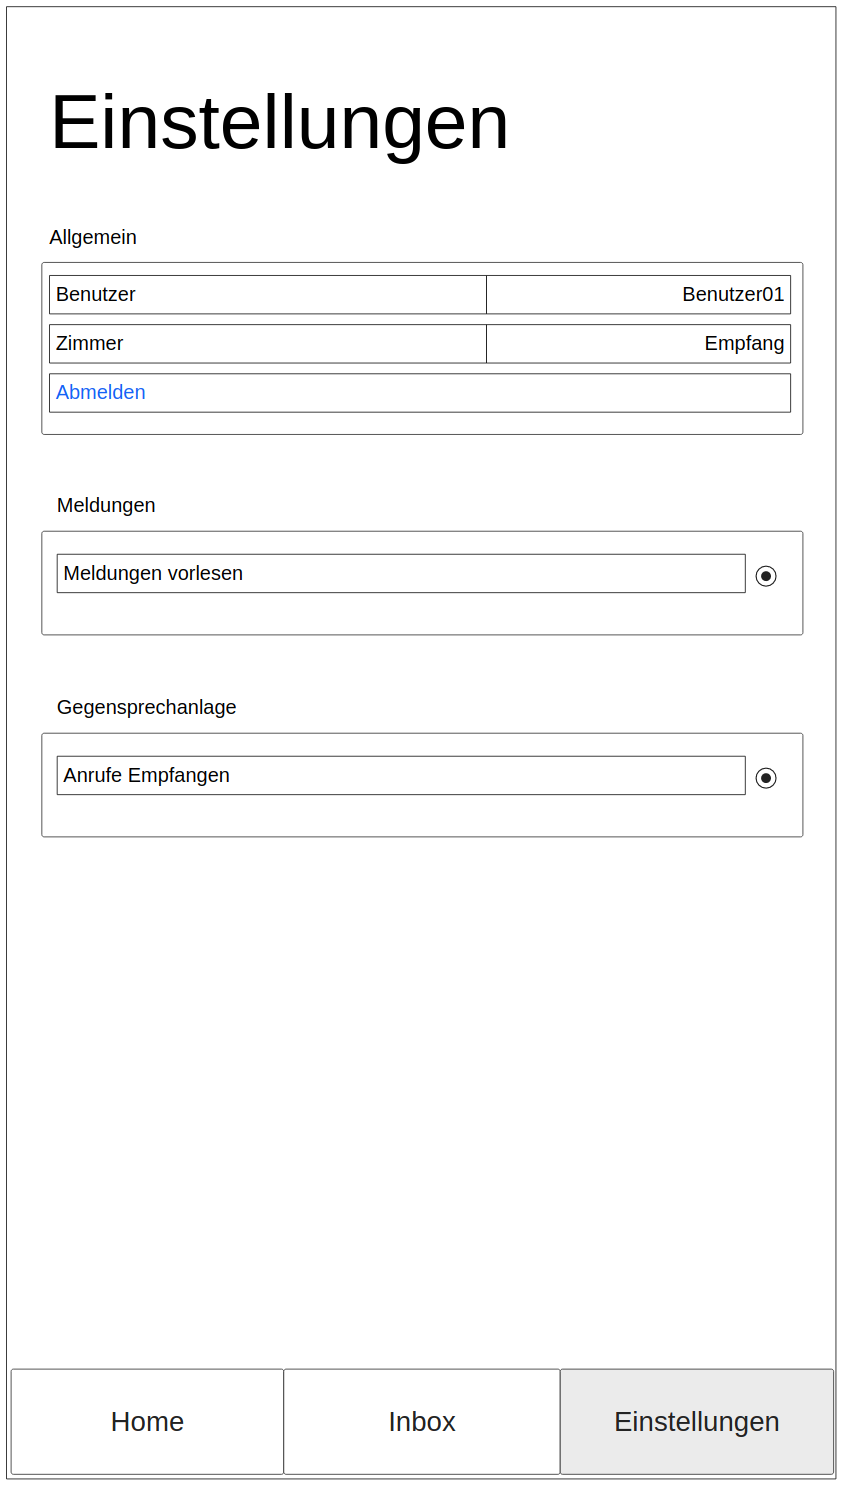 Einstellungen
Allgemein
Benutzer Benutzer01
Zimmer Empfang
Abmelden
Meldungen
Meldungen vorlesen
Gegensprechanlage
Anrufe Empfangen
Home Inbox Einstellungen